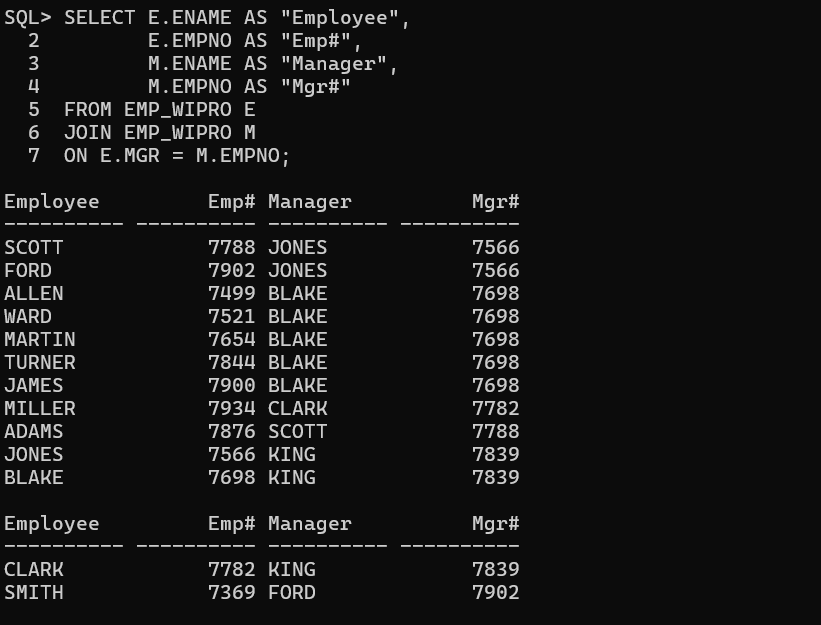 SQL> SELECT E.ENAME AS "Employee",
  2         E.EMPNO AS "Emp#",
  3         M.ENAME AS "Manager",
  4         M.EMPNO AS "Mgr#"
  5  FROM EMP_WIPRO E
  6  JOIN EMP_WIPRO M
  7  ON E.MGR = M.EMPNO;

Employee         Emp# Manager          Mgr#
---------- ---------- ---------- ----------
SCOTT            7788 JONES            7566
FORD             7902 JONES            7566
ALLEN            7499 BLAKE            7698
WARD             7521 BLAKE            7698
MARTIN           7654 BLAKE            7698
TURNER           7844 BLAKE            7698
JAMES            7900 BLAKE            7698
MILLER           7934 CLARK            7782
ADAMS            7876 SCOTT            7788
JONES            7566 KING             7839
BLAKE            7698 KING             7839

Employee         Emp# Manager          Mgr#
---------- ---------- ---------- ----------
CLARK            7782 KING             7839
SMITH            7369 FORD             7902